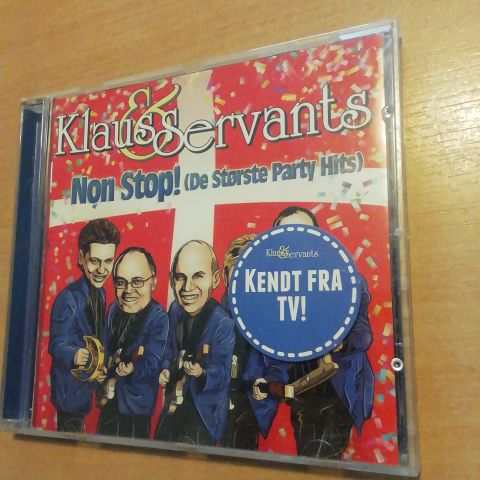 Klaus & Servants
Non Stop! (De Største Party Hits)
Klaus & Servants
KENDT FRA
TV!